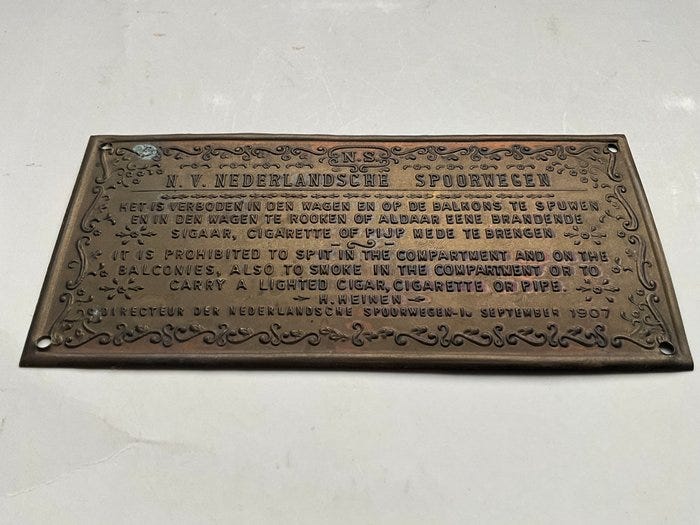 N.S.
N. V. NEDERLANDSCHE SPOORWEGEN
HET IS VERBODEN IN DEN WAGEN EN OP DE BALKONS TE SPUWEN
EN IN DEN WAGEN TE ROOKEN OF ALDAAR EENE BRANDENDE
SIGAAR, CIGARETTE OF PIJP MEDE TE BRENGEN
IT IS PROHIBITED TO SPIT IN THE COMPARTMENT AND ON THE
BALCONIES, ALSO TO SMOKE IN THE COMPARTMENT OR TO
CARRY A LIGHTED CIGAR, CIGARETTE OR PIPE.
H. HEINEN
DIRECTEUR DER NEDERLANDSCHE SPOORWEGEN-1e SEPTEMBER 1907